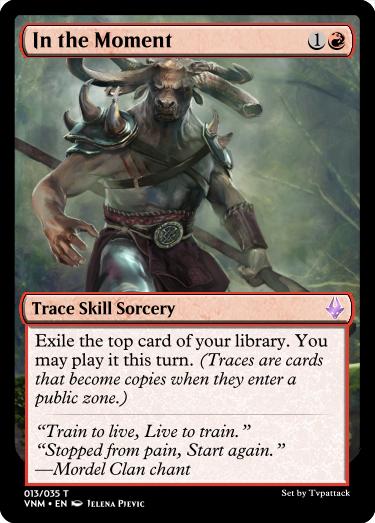 In the Moment 1
Trace Skill Sorcery
Exile the top card of your library. You
may play it this turn. (Traces are cards
that become copies when they enter a
public zone.)
“Train to live, Live to train.”
“Stopped from pain, Start again.”
—Mordel Clan chant
013/035 T
VNM • EN Jelena Pjevic
Set by Tvpattack